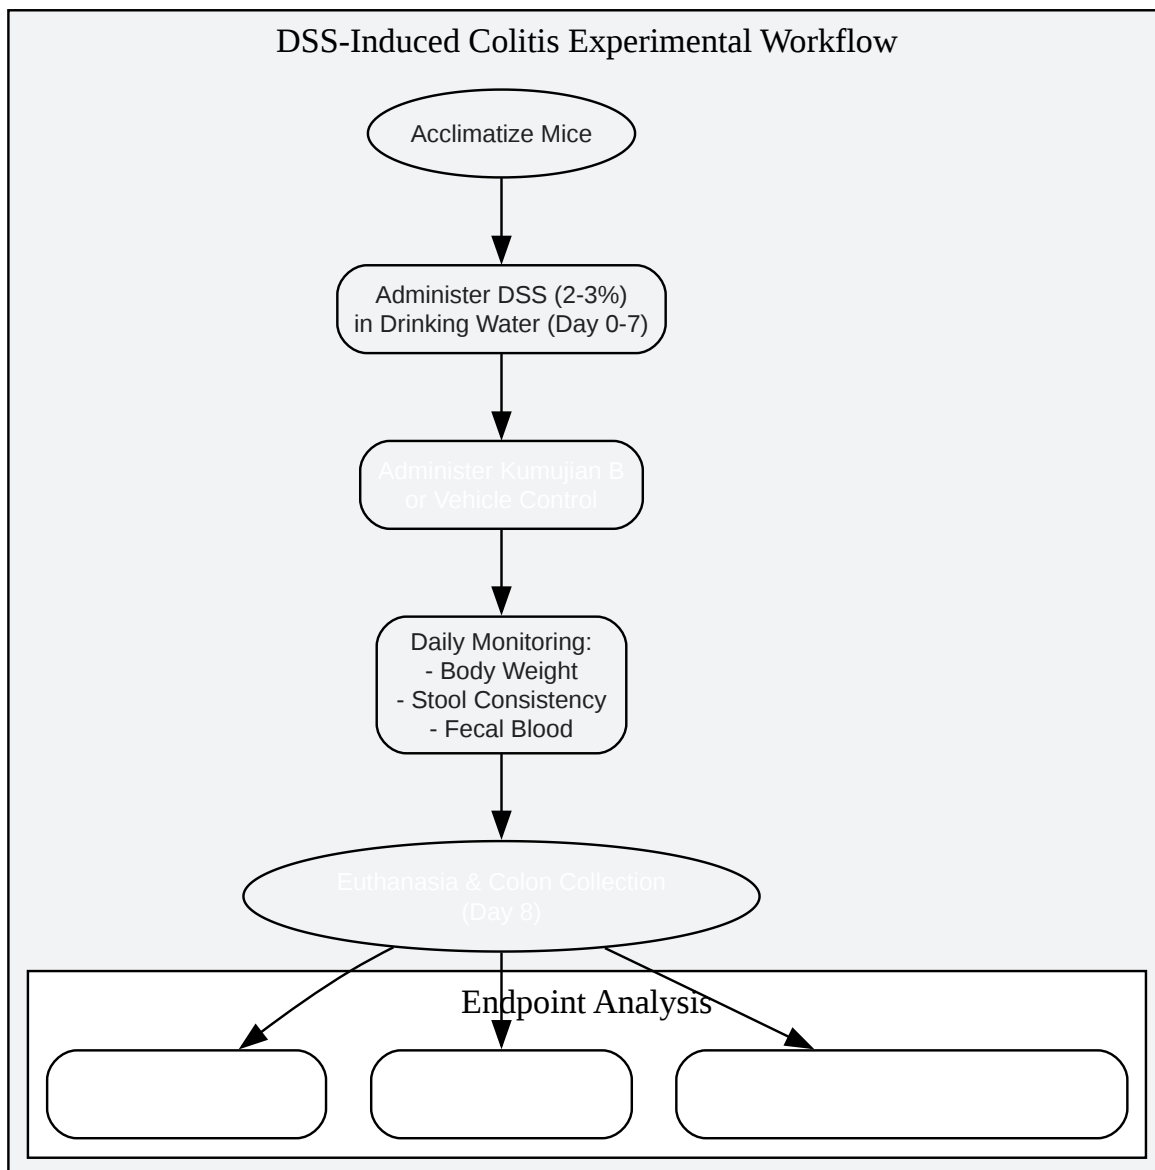 DSS-Induced Colitis Experimental Workflow
Acclimatize Mice
Administer DSS (2-3%)
in Drinking Water (Day 0-7)
Administer Kumujian B
or Vehicle Control
Daily Monitoring:
- Body Weight
- Stool Consistency
- Fecal Blood
Euthanasia & Colon Collection
(Day 8)
Endpoint Analysis